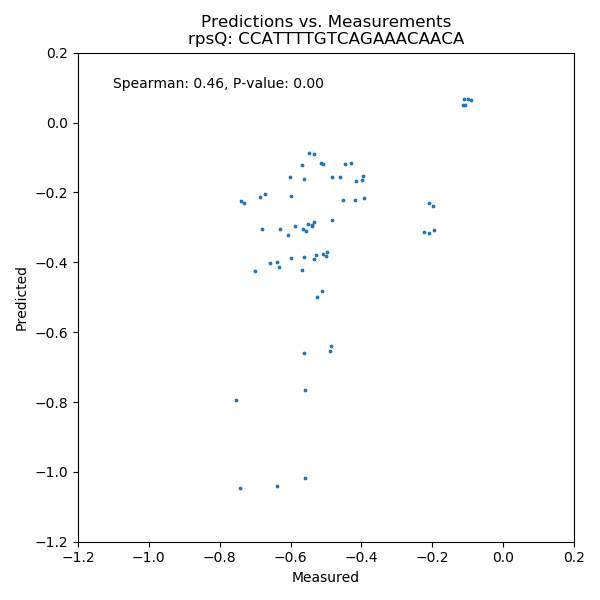 Predictions vs. Measurements
rpsQ: CCATTTTGTCAGAAACAACA
Spearman: 0.46, P-value: 0.00
0.2
0.0
−0.2
−0.4
−0.6
−0.8
−1.0
−1.2
Predicted
−1.2 −1.0 −0.8 −0.6 −0.4 −0.2 0.0 0.2
Measured